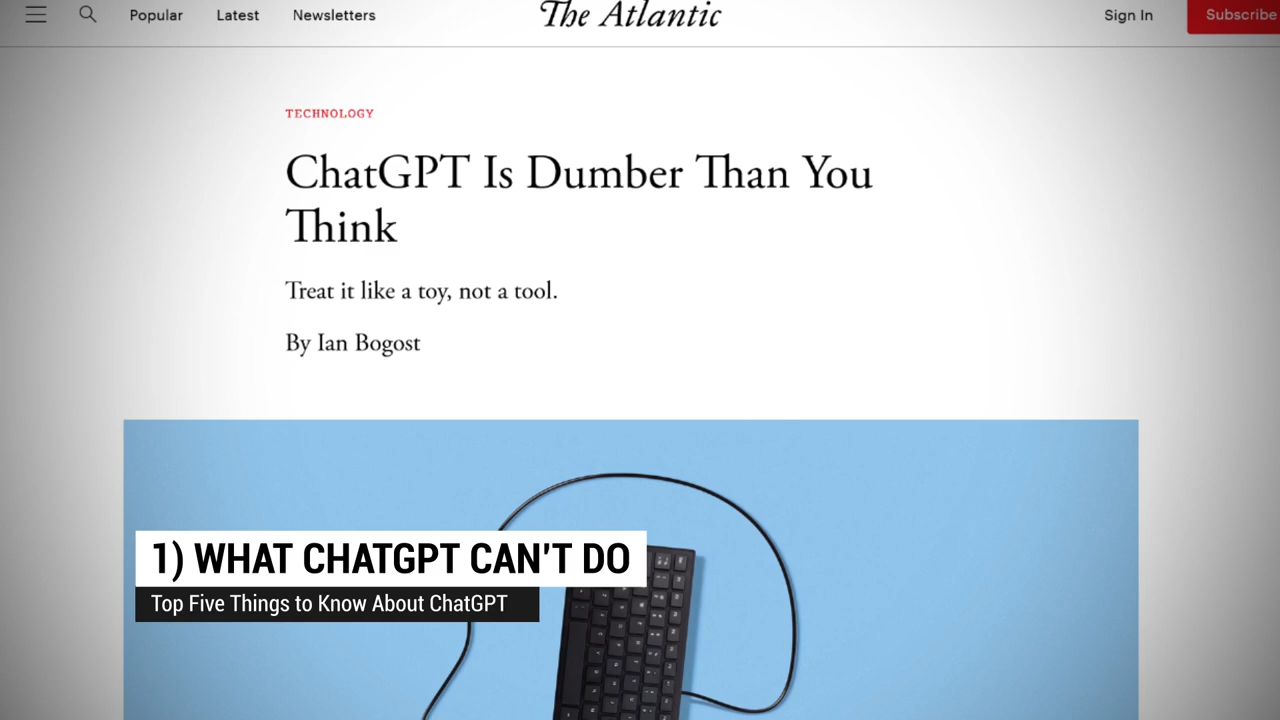 Popular Latest Newsletters The Atlantic Sign In Subscribe
TECHNOLOGY
ChatGPT Is Dumber Than You
Think
Treat it like a toy, not a tool.
By Ian Bogost
1) WHAT CHATGPT CAN'T DO
Top Five Things to Know About ChatGPT